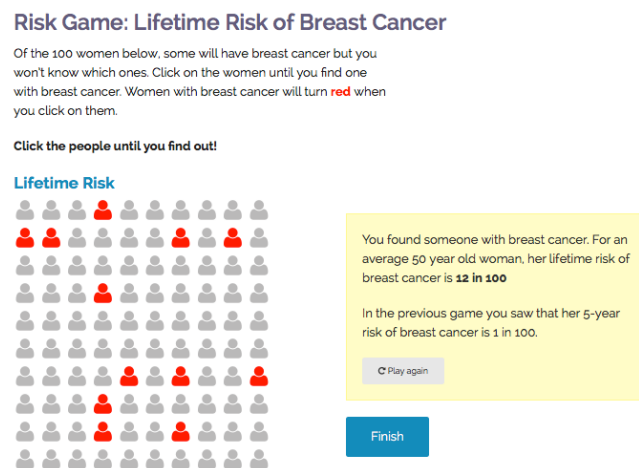 Risk Game: Lifetime Risk of Breast Cancer
Of the 100 women below, some will have breast cancer but you
won't know which ones. Click on the women until you find one
with breast cancer. Women with breast cancer will turn red when
you click on them.
Click the people until you find out!
Lifetime Risk
You found someone with breast cancer. For an
average 50 year old woman, her lifetime risk of
breast cancer is 12 in 100
In the previous game you saw that her 5-year
risk of breast cancer is 1 in 100.
Play again
Finish